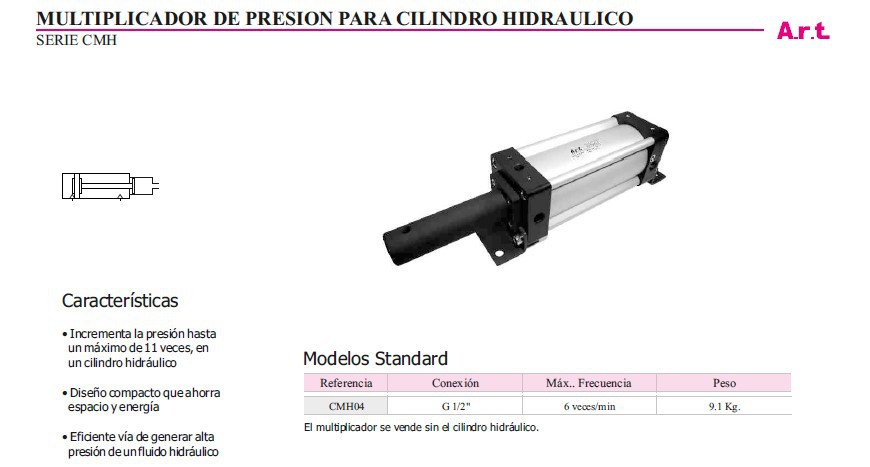 MULTIPLICADOR DE PRESION PARA CILINDRO HIDRAULICO
SERIE CMH
A.r.t.
Características
• Incrementa la presión hasta
un máximo de 11 veces, en
un cilindro hidráulico
• Diseño compacto que ahorra
espacio y energía
• Eficiente vía de generar alta
presión de un fluido hidráulico
Modelos Standard
Referencia Conexión Máx.. Frecuencia Peso
CMH04 G 1/2" 6 veces/min 9.1 Kg.
El multiplicador se vende sin el cilindro hidráulico.